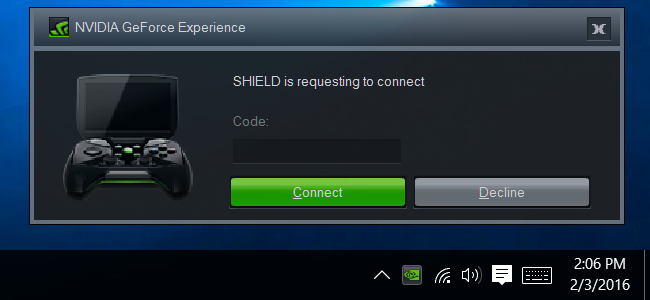 NVIDIA GeForce Experience
SHIELD is requesting to connect
Code:
Connect
Decline
2:06 PM
2/3/2016